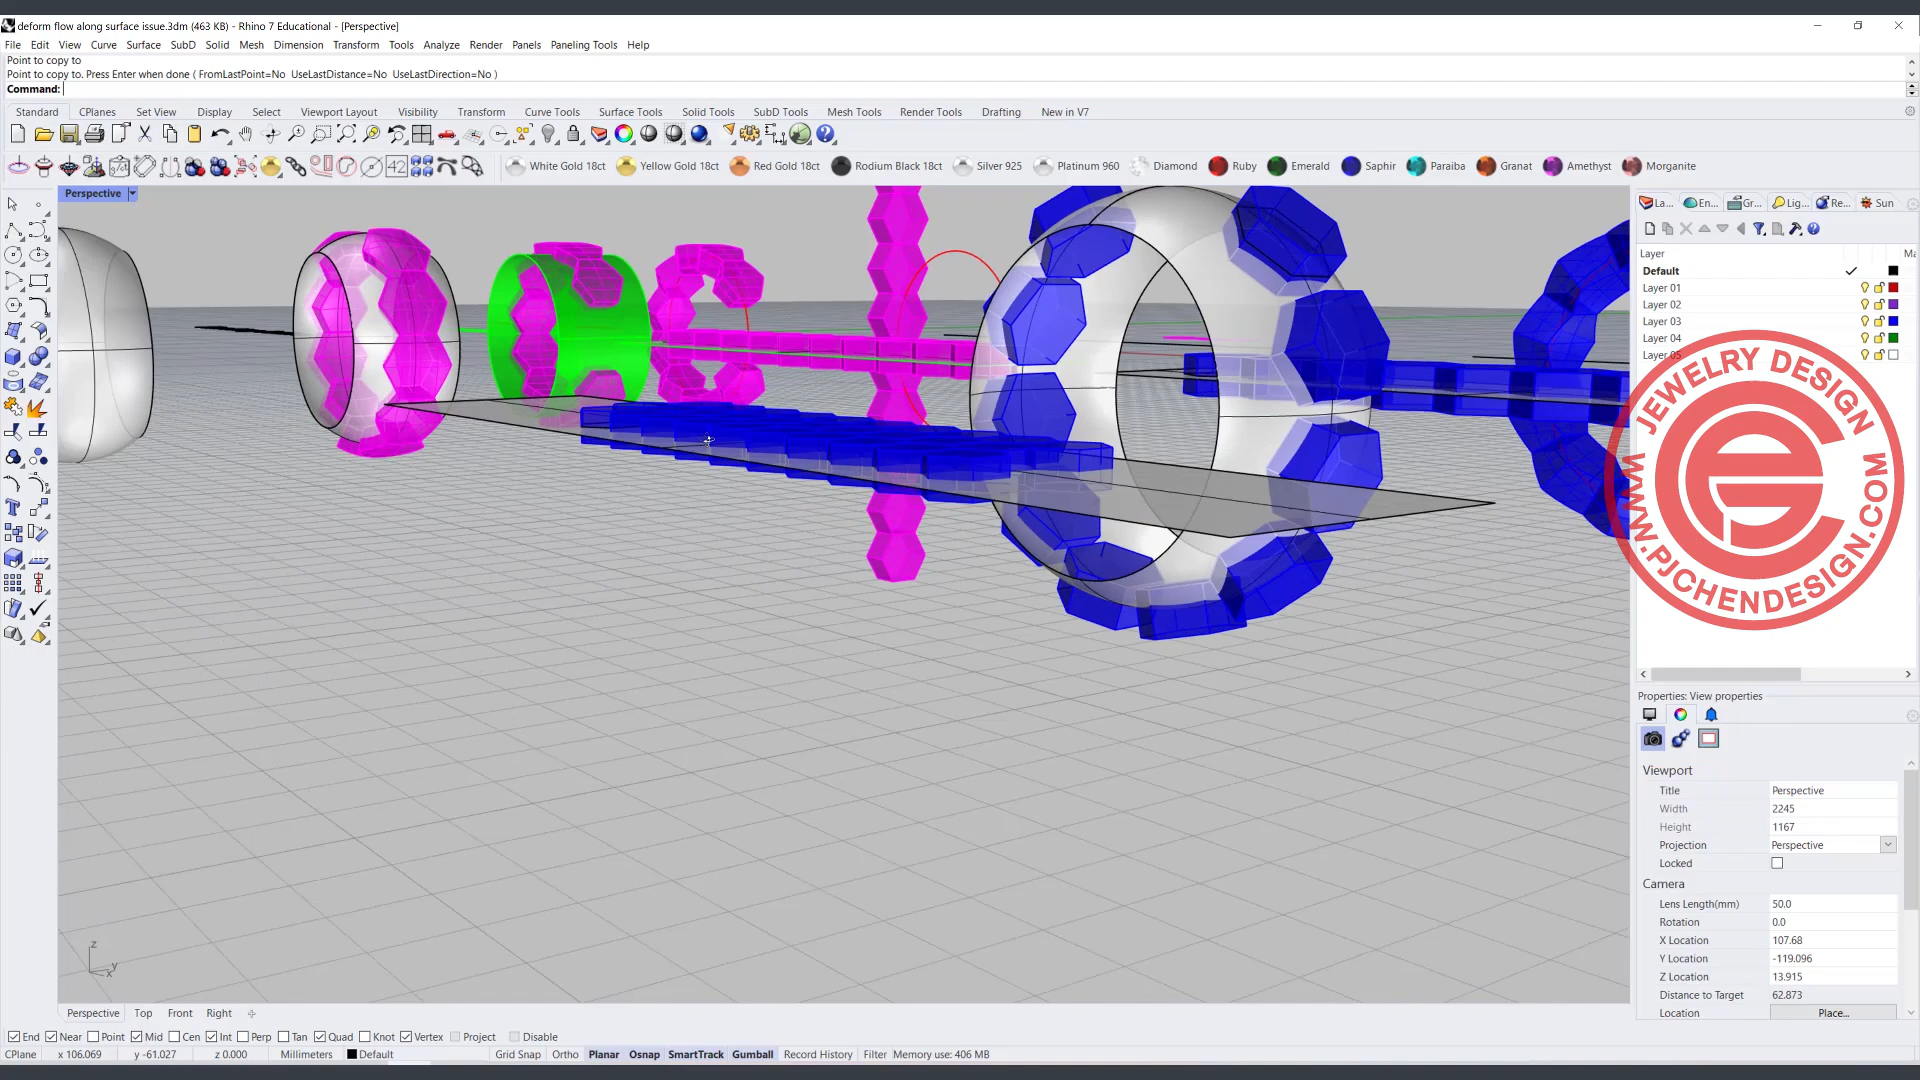 deform flow along surface issue.3dm (463 KB) - Rhino 7 Educational - [Perspective]
File Edit View Curve Surface SubD Solid Mesh Dimension Transform Tools Analyze Render Panels Paneling Tools Help
Point to copy to
Point to copy to. Press Enter when done ( FromLastPoint=No UseLastDistance=No UseLastDirection=No )
Command:
Standard CPlanes Set View Display Select Viewport Layout Visibility Transform Curve Tools Surface Tools Solid Tools SubD Tools Mesh Tools Render Tools Drafting New in V7
42 White Gold 18ct Yellow Gold 18ct Red Gold 18ct Rodium Black 18ct Silver 925 Platinum 960 Diamond Ruby Emerald Saphir Paraiba Granat Amethyst Morganite
Perspective
La... En... Gr... Lig... Re... Sun
Layer Ma
Default
Layer 01
Layer 02
Layer 03
Layer 04
Layer 05
JEWELRY DESIGN
WWW.PJCHENDESIGN.COM
Properties: View properties
Viewport
Title Perspective
Width 2245
Height 1167
Projection Perspective
Locked
Camera
Lens Length(mm) 50.0
Rotation 0.0
X Location 107.68
Y Location -119.096
Z Location 13.915
Distance to Target 62.873
Location Place...
z
y
x
Perspective Top Front Right
End Near Point Mid Cen Int Perp Tan Quad Knot Vertex Project Disable
CPlane x 106.069 y -61.027 z 0.000 Millimeters Default Grid Snap Ortho Planar Osnap SmartTrack Gumball Record History Filter Memory use: 406 MB